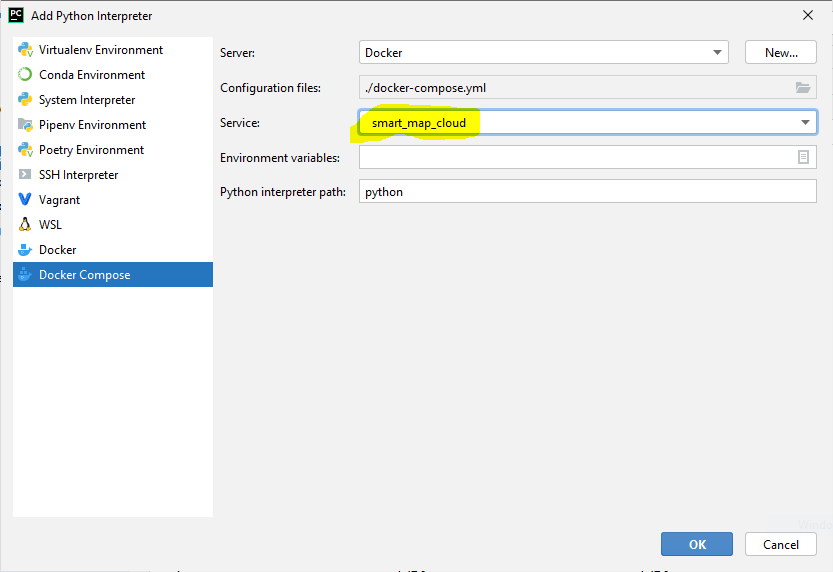 PC Add Python Interpreter
Virtualenv Environment
Conda Environment
System Interpreter
Pipenv Environment
Poetry Environment
SSH Interpreter
Vagrant
WSL
Docker
Docker Compose
Server: Docker New...
Configuration files: ./docker-compose.yml
Service: smart_map_cloud
Environment variables:
Python interpreter path: python
OK Cancel